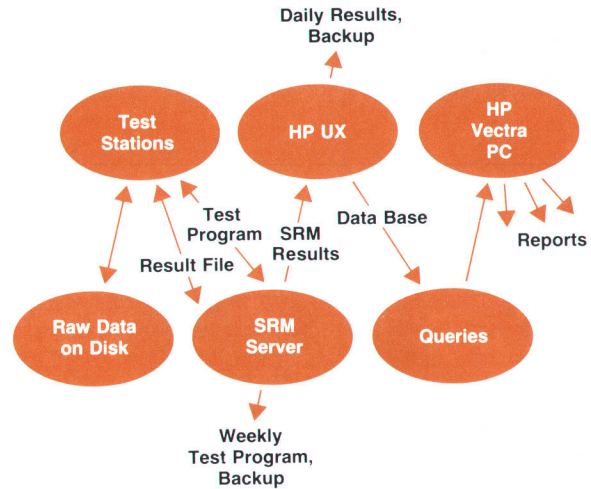 Daily Results,
Backup
Test
Stations
HP UX
HP
Vectra
PC
Test
Program
Result File
SRM
Results
Data Base
Reports
Raw Data
on Disk
SRM
Server
Queries
Weekly
Test Program,
Backup